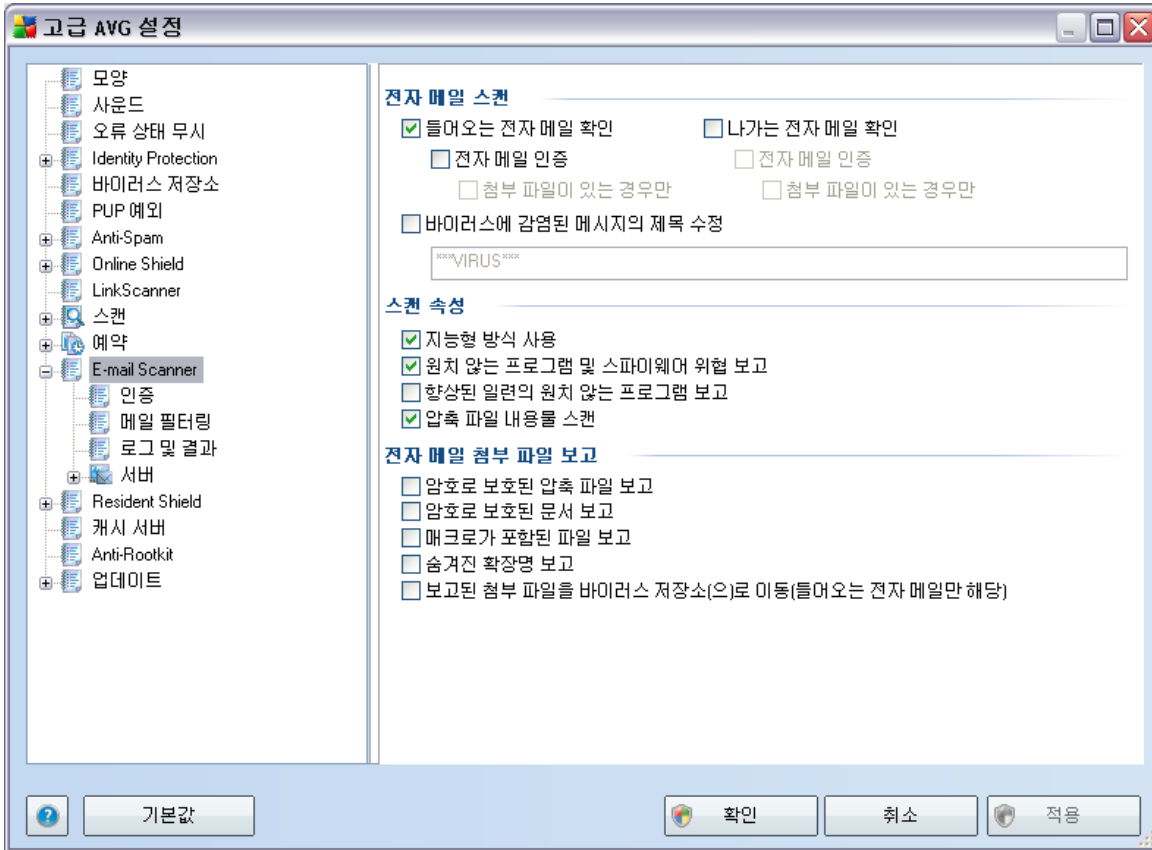 고급 AVG 설정
모양
사운드
오류 상태 무시
Identity Protection
바이러스 저장소
PUP 예외
Anti-Spam
Online Shield
LinkScanner
스캔
예약
E-mail Scanner
인증
메일 필터링
로그 및 결과
서버
Resident Shield
캐시 서버
Anti-Rootkit
업데이트
전자 메일 스캔
들어오는 전자 메일 확인 나가는 전자 메일 확인
전자 메일 인증 전자 메일 인증
첨부 파일이 있는 경우만 첨부 파일이 있는 경우만
바이러스에 감염된 메시지의 제목 수정
***VIRUS***
스캔 속성
지능형 방식 사용
원치 않는 프로그램 및 스파이웨어 위협 보고
향상된 일련의 원치 않는 프로그램 보고
압축 파일 내용물 스캔
전자 메일 첨부 파일 보고
암호로 보호된 압축 파일 보고
암호로 보호된 문서 보고
매크로가 포함된 파일 보고
숨겨진 확장명 보고
보고된 첨부 파일을 바이러스 저장소(으)로 이동(들어오는 전자 메일만 해당)
기본값 확인 취소 적용